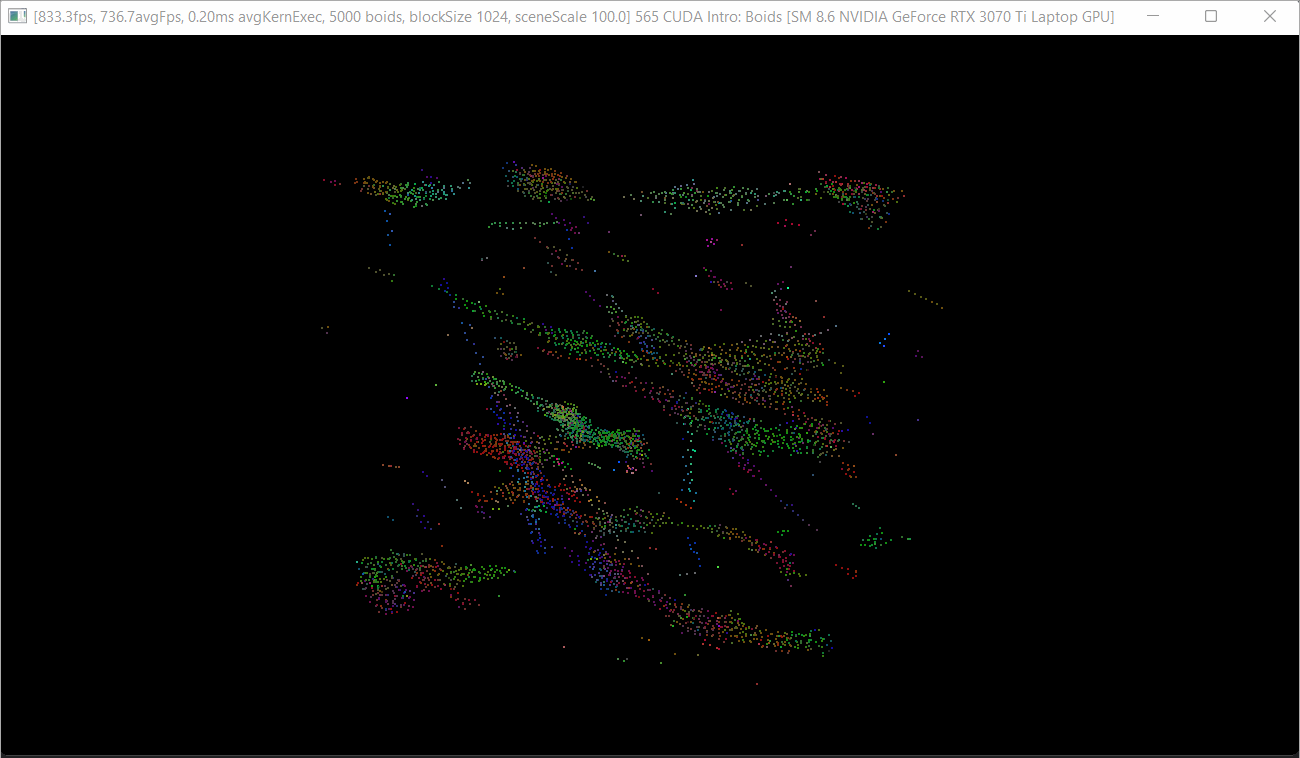 [833.3fps, 736.7avgFps, 0.20ms avgKernExec, 5000 boids, blockSize 1024, sceneScale 100.0] 565 CUDA Intro: Boids [SM 8.6 NVIDIA GeForce RTX 3070 Ti Laptop GPU]